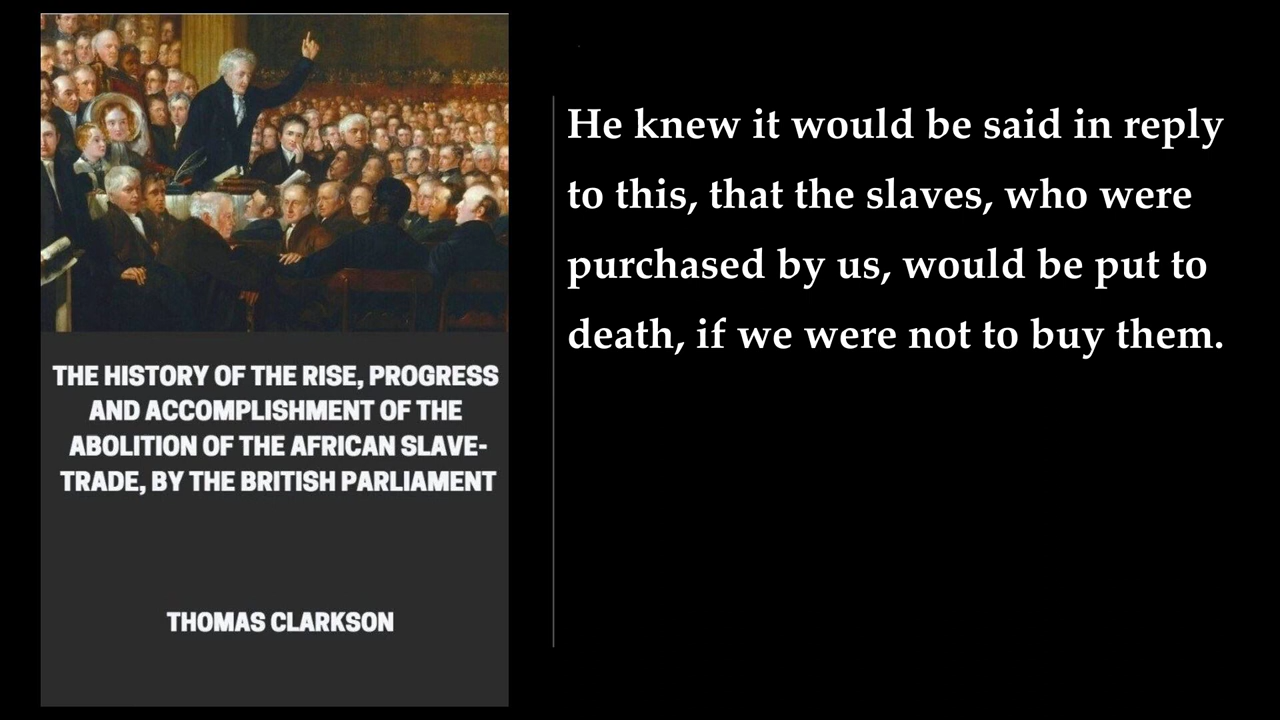 THE HISTORY OF THE RISE, PROGRESS
AND ACCOMPLISHMENT OF THE
ABOLITION OF THE AFRICAN SLAVE-
TRADE, BY THE BRITISH PARLIAMENT
THOMAS CLARKSON
He knew it would be said in reply
to this, that the slaves, who were
purchased by us, would be put to
death, if we were not to buy them.